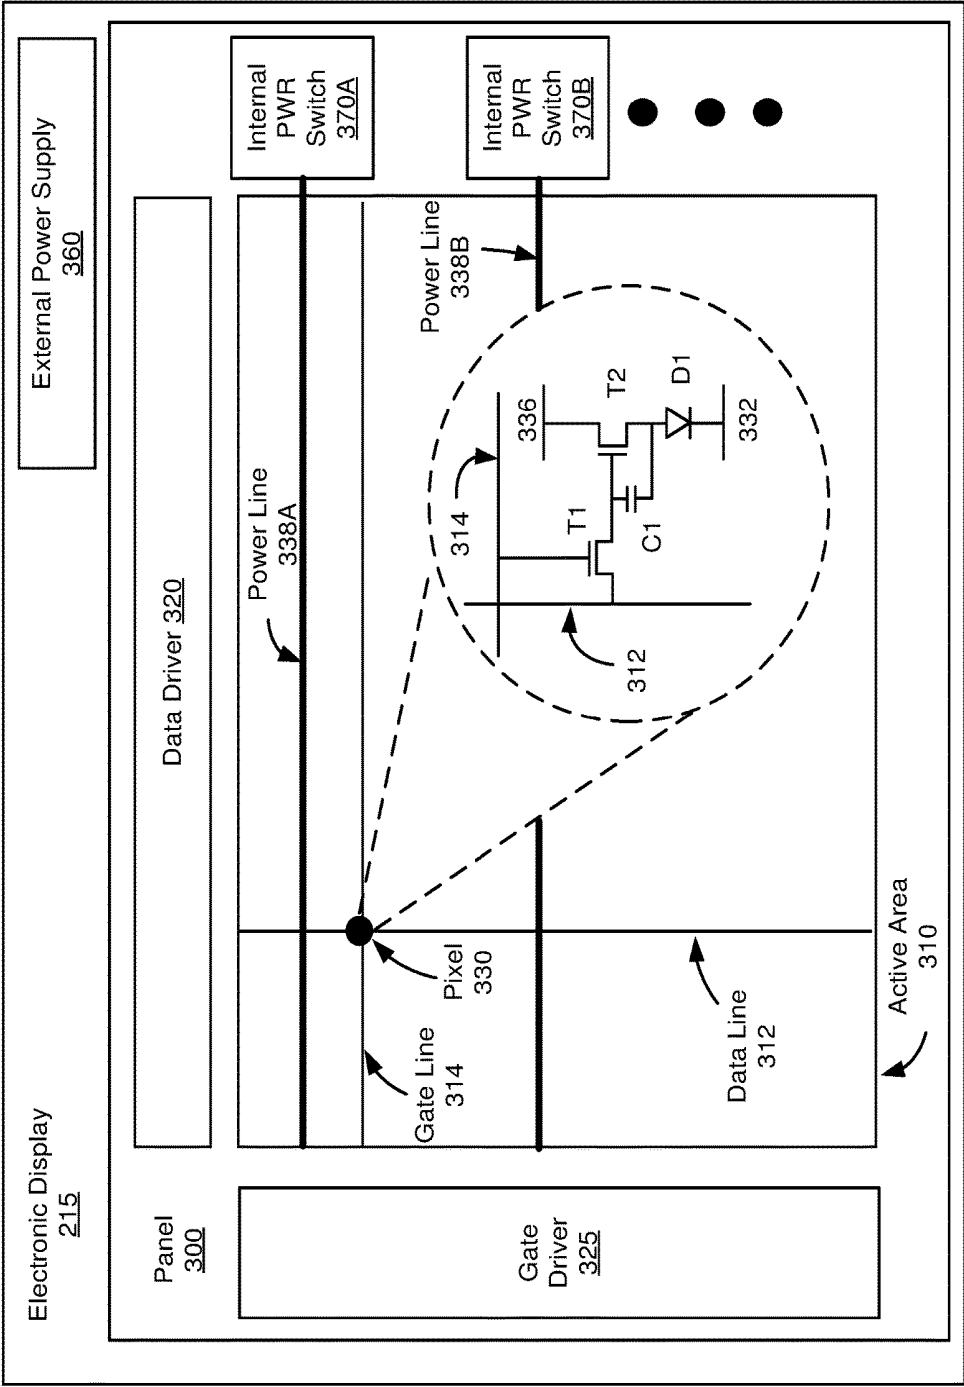 Electronic Display
215
External Power Supply
360
Panel
300
Data Driver 320
Internal
PWR
Switch
370A
Power Line
338A
Gate
Driver
325
Gate Line
314
Pixel
330
Power Line
338B
Internal
PWR
Switch
370B
314
336
T1
T2
C1
D1
312
332
Data Line
312
Active Area
310